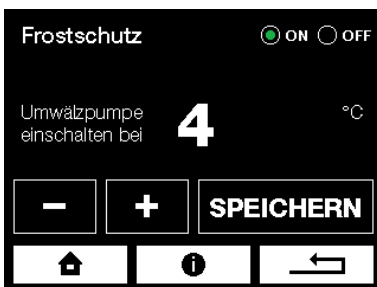 Frostschutz ON OFF
Umwälzpumpe
einschalten bei 4 °C
− +
SPEICHERN